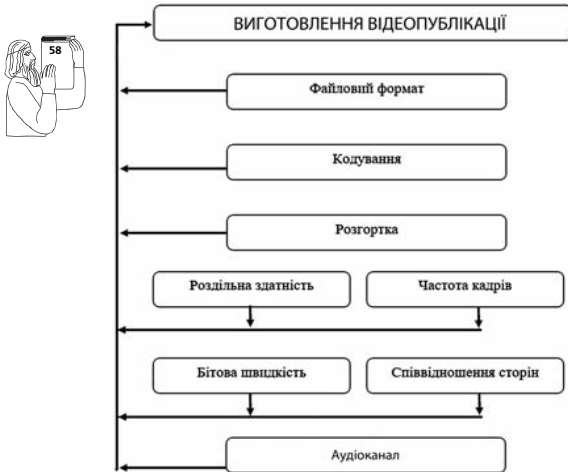 ВИГОТОВЛЕННЯ ВІДЕОПУБЛІКАЦІЇ
58
Файловий формат
Кодування
Розгортка
Роздільна здатність
Частота кадрів
Бітова швидкість
Співвідношення сторін
Аудіоканал